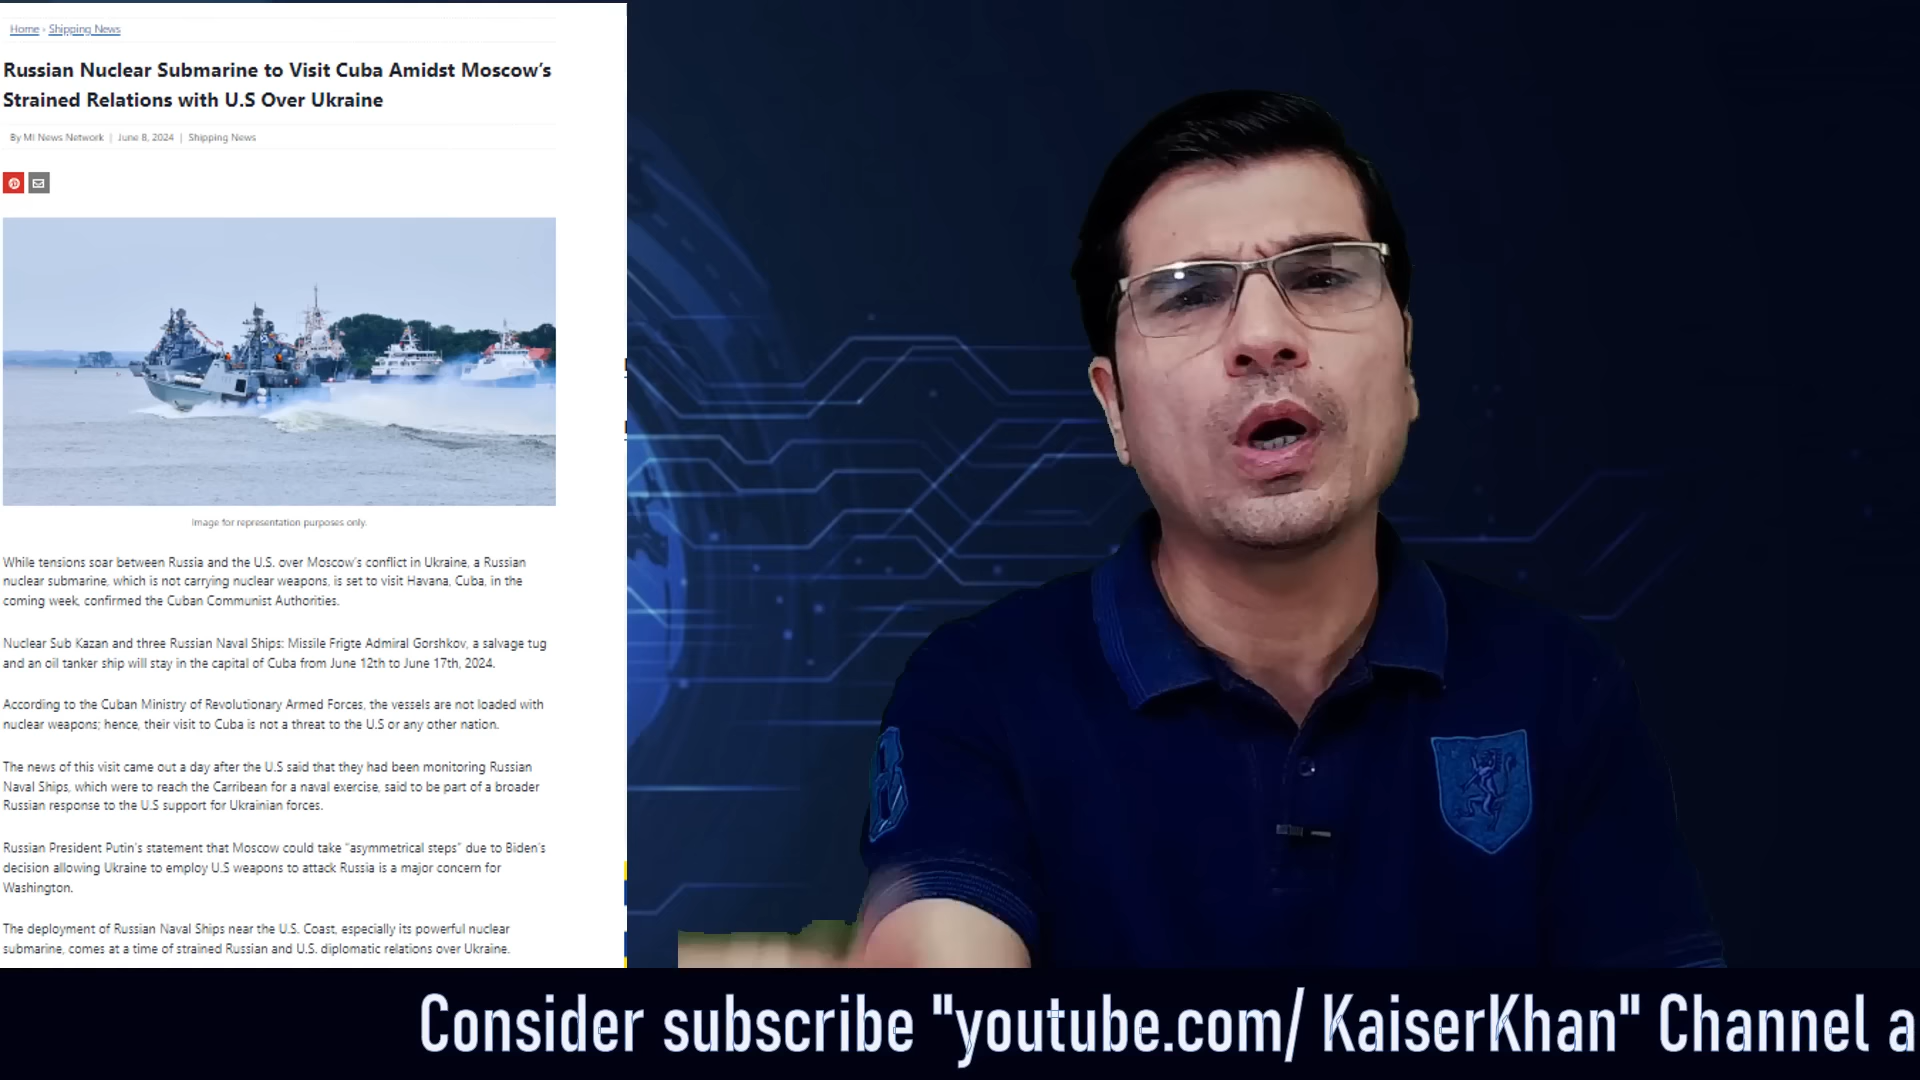 Home › Shipping News
Russian Nuclear Submarine to Visit Cuba Amidst Moscow’s
Strained Relations with U.S Over Ukraine
By MI News Network | June 8, 2024 | Shipping News
Image for representation purposes only.
While tensions soar between Russia and the U.S. over Moscow’s conflict in Ukraine, a Russian
nuclear submarine, which is not carrying nuclear weapons, is set to visit Havana, Cuba, in the
coming week, confirmed the Cuban Communist Authorities.
Nuclear Sub Kazan and three Russian Naval Ships: Missile Frigte Admiral Gorshkov, a salvage tug
and an oil tanker ship will stay in the capital of Cuba from June 12th to June 17th, 2024.
According to the Cuban Ministry of Revolutionary Armed Forces, the vessels are not loaded with
nuclear weapons; hence, their visit to Cuba is not a threat to the U.S or any other nation.
The news of this visit came out a day after the U.S said that they had been monitoring Russian
Naval Ships, which were to reach the Carribean for a naval exercise, said to be part of a broader
Russian response to the U.S support for Ukrainian forces.
Russian President Putin’s statement that Moscow could take “asymmetrical steps” due to Biden’s
decision allowing Ukraine to employ U.S weapons to attack Russia is a major concern for
Washington.
The deployment of Russian Naval Ships near the U.S. Coast, especially its powerful nuclear
submarine, comes at a time of strained Russian and U.S. diplomatic relations over Ukraine.
Consider subscribe "youtube.com/ KaiserKhan" Channel a